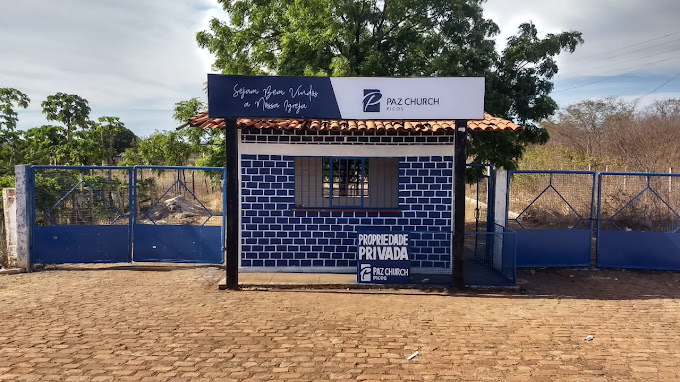 Sejam Bem Vindos
a Nossa Igreja
PAZ CHURCH
PICOS
PROPRIEDADE
PRIVADA
PAZ CHURCH
PICOS